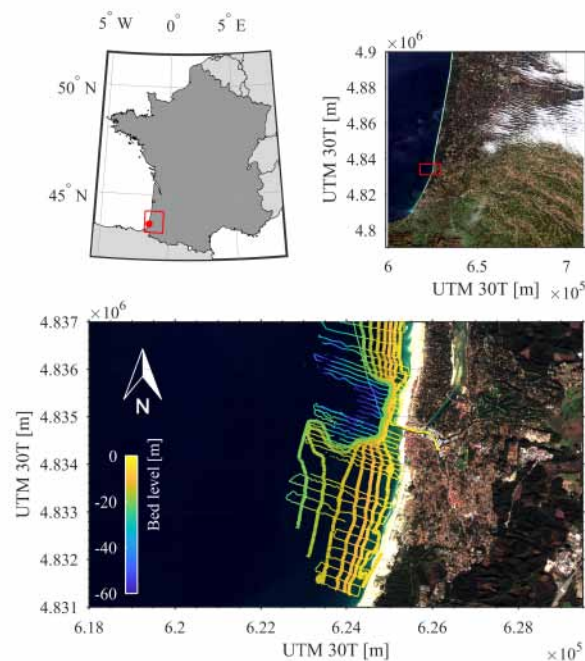 5° W 0° 5° E
50° N
45° N
×10⁶
4.9
4.88
4.86
4.84
4.82
4.8
UTM 30T [m]
6 6.5 7
UTM 30T [m] ×10⁵
×10⁶
4.837
4.836
4.835
4.834
4.833
4.832
4.831
UTM 30T [m]
N
Bed level [m]
0
-20
-40
-60
6.18 6.2 6.22 6.24 6.26 6.28
UTM 30T [m] ×10⁵